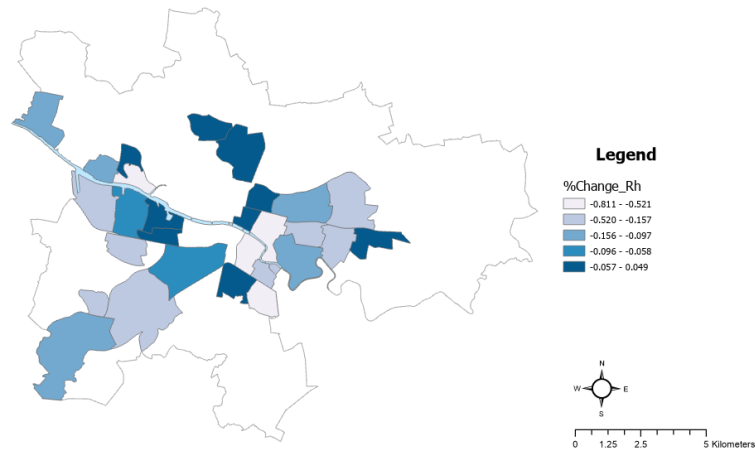 Legend
%Change_Rh
-0.811 - -0.521
-0.520 - -0.157
-0.156 - -0.097
-0.096 - -0.058
-0.057 - 0.049
N
W E
S
0 1.25 2.5 5 Kilometers